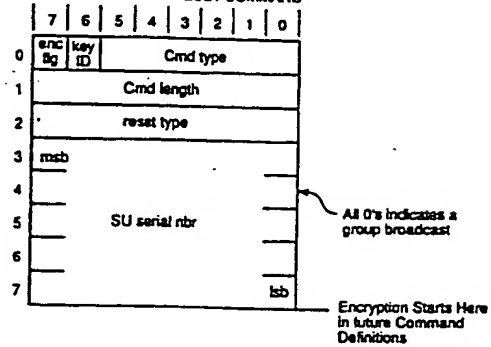 7 6 5 4 3 2 1 0
0 enc flg key ID Cmd type
1 Cmd length
2 reset type
3 msb
4
All 0's indicates a
group broadcast
5 SU serial nbr
6
7 lsb
Encryption Starts Here
in future Command
Definitions